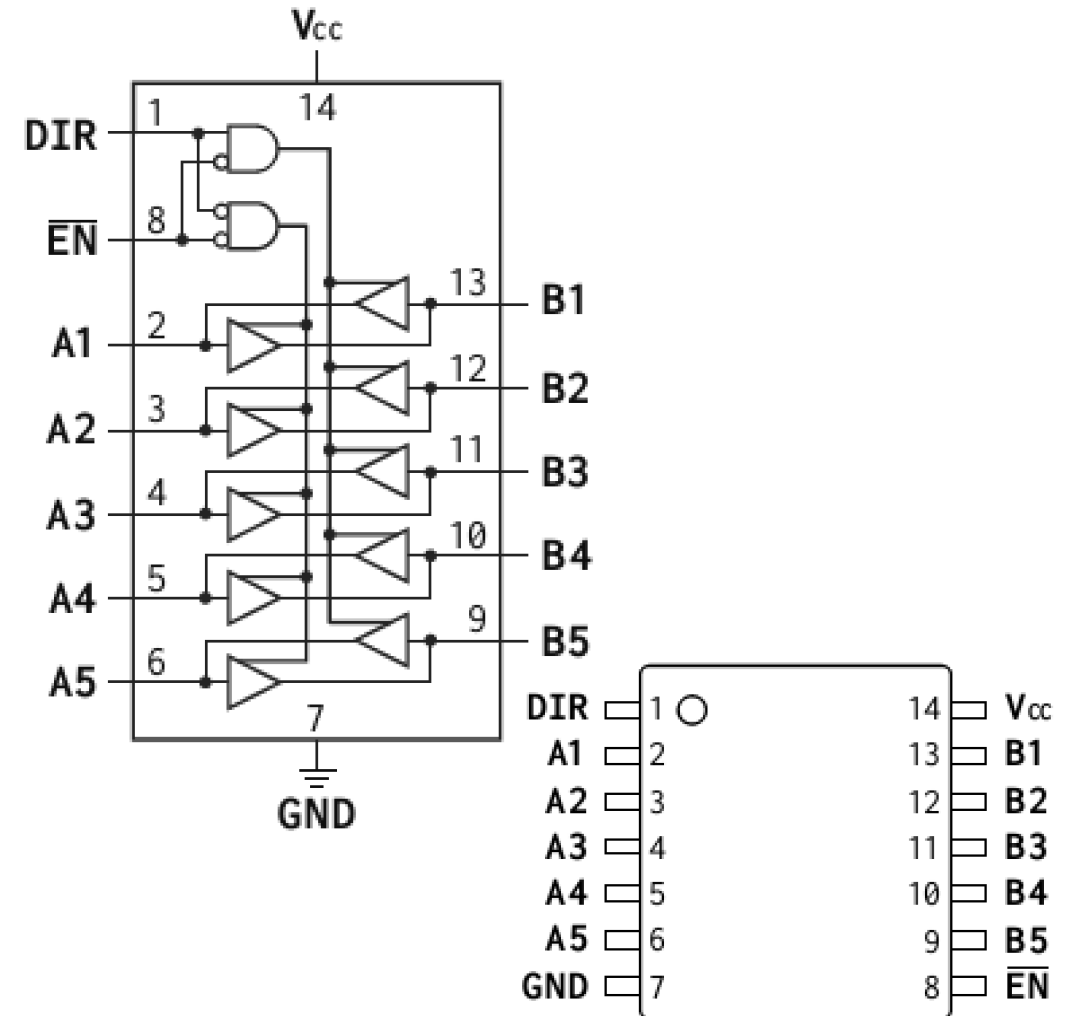 Vcc
14
DIR 1
EN 8
13 B1
A1 2
12 B2
A2 3
11 B3
A3 4
10 B4
A4 5
9 B5
A5 6
7
GND
DIR 1 14 Vcc
A1 2 13 B1
A2 3 12 B2
A3 4 11 B3
A4 5 10 B4
A5 6 9 B5
GND 7 8 EN